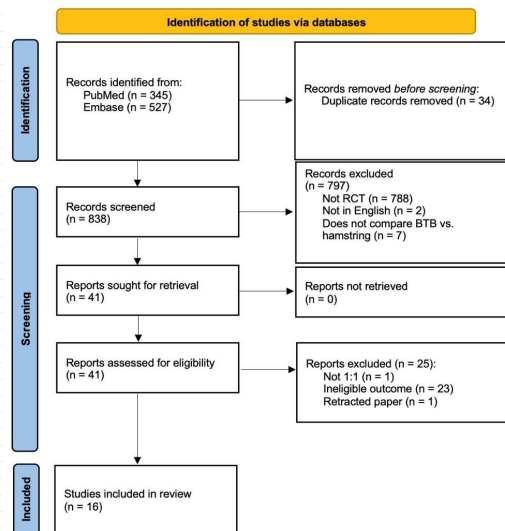 Identification of studies via databases
Identification
Records identified from:
PubMed (n = 345)
Embase (n = 527)
Records removed before screening:
Duplicate records removed (n = 34)
Screening
Records screened
(n = 838)
Records excluded
(n = 797)
Not RCT (n = 788)
Not in English (n = 2)
Does not compare BTB vs.
hamstring (n = 7)
Reports sought for retrieval
(n = 41)
Reports not retrieved
(n = 0)
Reports assessed for eligibility
(n = 41)
Reports excluded (n = 25):
Not 1:1 (n = 1)
Ineligible outcome (n = 23)
Retracted paper (n = 1)
Included
Studies included in review
(n = 16)